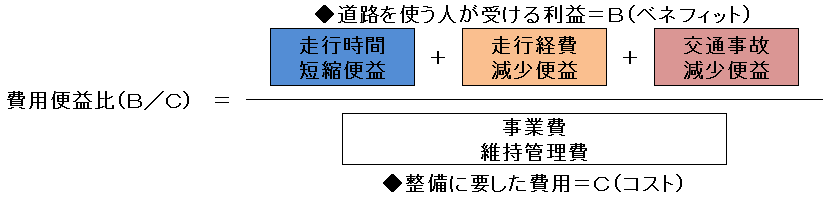 ◆道路を使う人が受ける利益＝B（ベネフィット）
走行時間
短縮便益
＋
走行経費
減少便益
＋
交通事故
減少便益
費用便益比（B／C）　＝
事業費
維持管理費
◆整備に要した費用＝C（コスト）